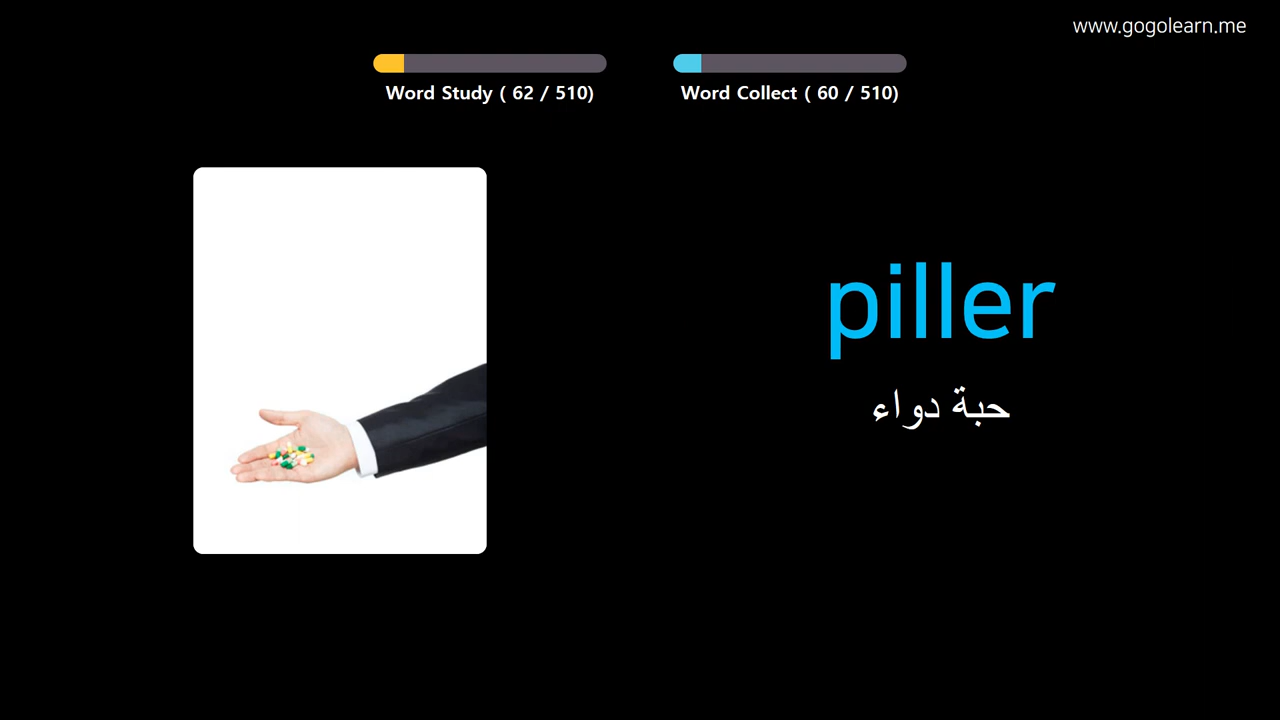 www.gogolearn.me
Word Study ( 62 / 510)
Word Collect ( 60 / 510)
piller
حبة دواء